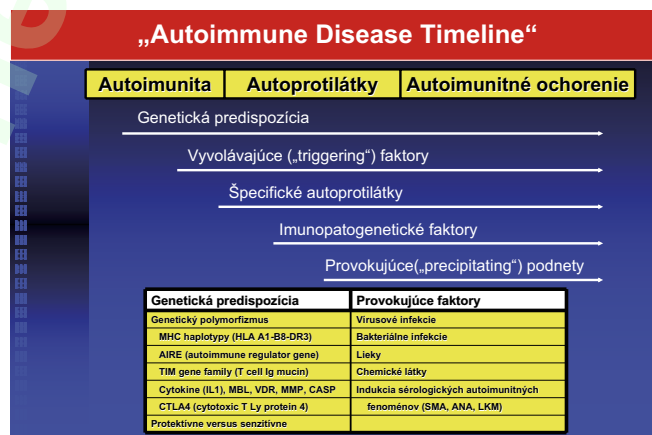 „Autoimmune Disease Timeline“
Autoimunita Autoprotilátky Autoimunitné ochorenie
Genetická predispozícia
Vyvolávajúce („triggering“) faktory
Špecifické autoprotilátky
Imunopatogenetické faktory
Provokujúce(„precipitating“) podnety
Genetická predispozícia Provokujúce faktory
Genetický polymorfizmus Vírusové infekcie
MHC haplotypy (HLA A1-B8-DR3) Bakteriálne infekcie
AIRE (autoimmune regulator gene) Lieky
TIM gene family (T cell Ig mucin) Chemické látky
Cytokine (IL1), MBL, VDR, MMP, CASP Indukcia sérologických autoimunitných
CTLA4 (cytotoxic T Ly protein 4) fenoménov (SMA, ANA, LKM)
Protektívne versus senzitívne